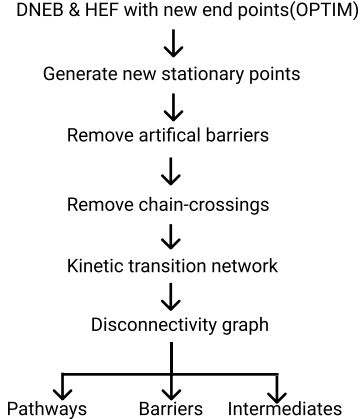 DNEB & HEF with new end points(OPTIM)
Generate new stationary points
Remove artifical barriers
Remove chain-crossings
Kinetic transition network
Disconnectivity graph
Pathways Barriers Intermediates